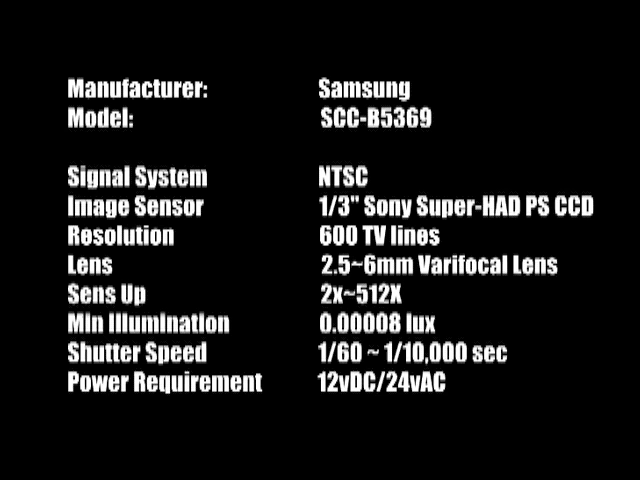 Manufacturer: Samsung
Model: SCC-B5369
Signal System NTSC
Image Sensor 1/3" Sony Super-HAD PS CCD
Resolution 600 TV lines
Lens 2.5~6mm Varifocal Lens
Sens Up 2x~512X
Min Illumination 0.00008 lux
Shutter Speed 1/60 ~ 1/10,000 sec
Power Requirement 12vDC/24vAC